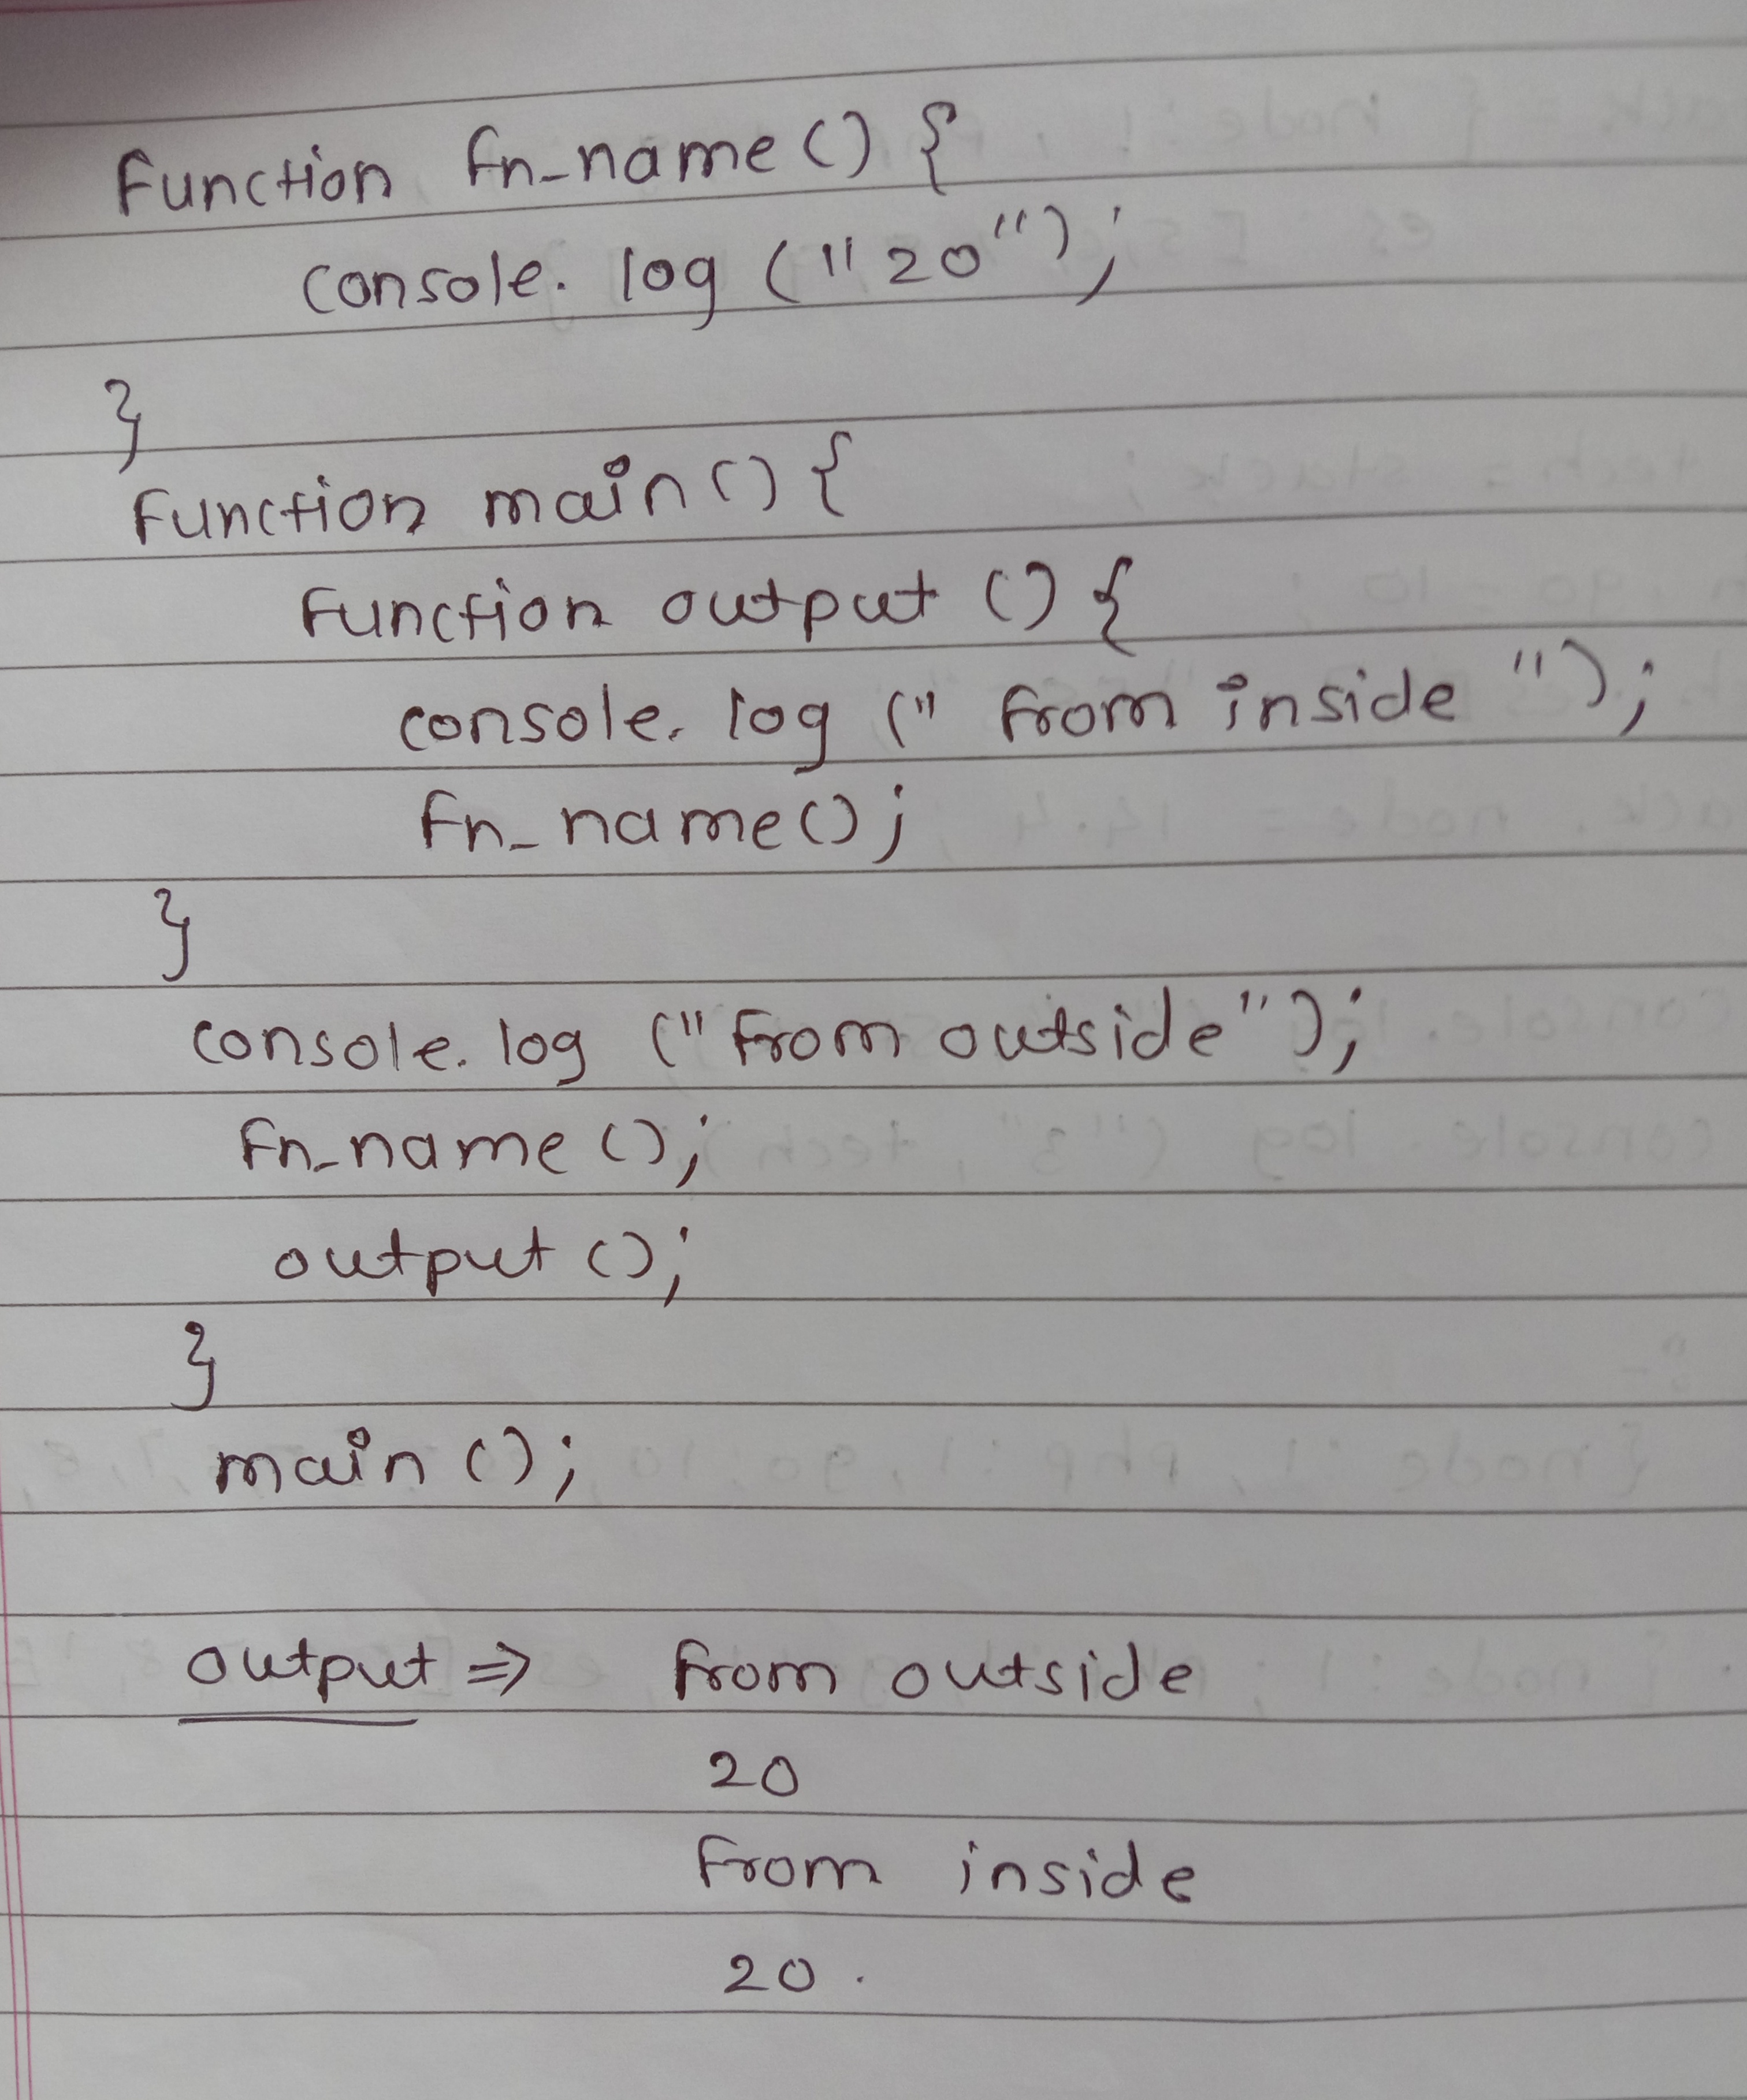 function fn_name() {
console.log ("20");
}
function main() {
function output () {
console.log (" from inside ");
fn_name();
}
console.log ("from outside");
fn_name ();
output ();
}
main ();
output ⇒ from outside
20
from inside
20.